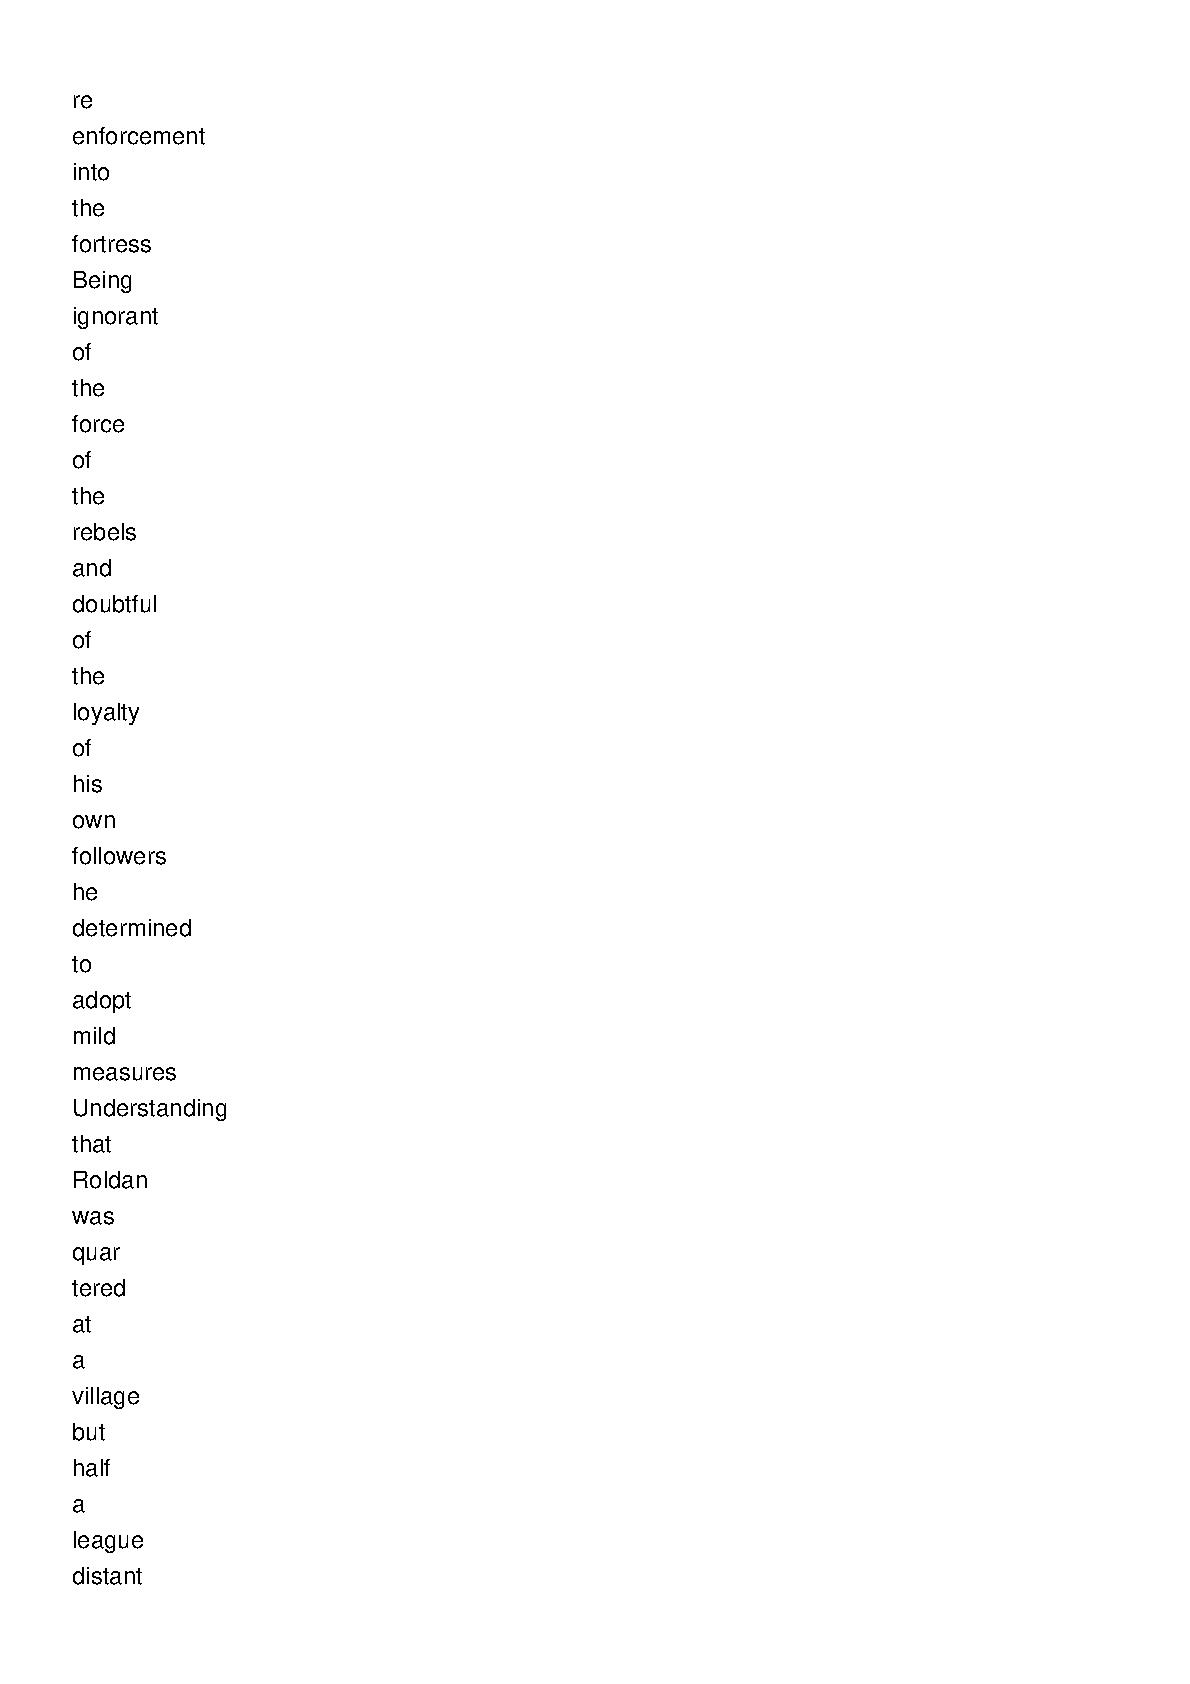 re
enforcement
into
the
fortress
Being
ignorant
of
the
force
of
the
rebels
and
doubtful
of
the
loyalty
of
his
own
followers
he
determined
to
adopt
mild
measures
Understanding
that
Roldan
was
quar
tered
at
a
village
but
half
a
league
distant